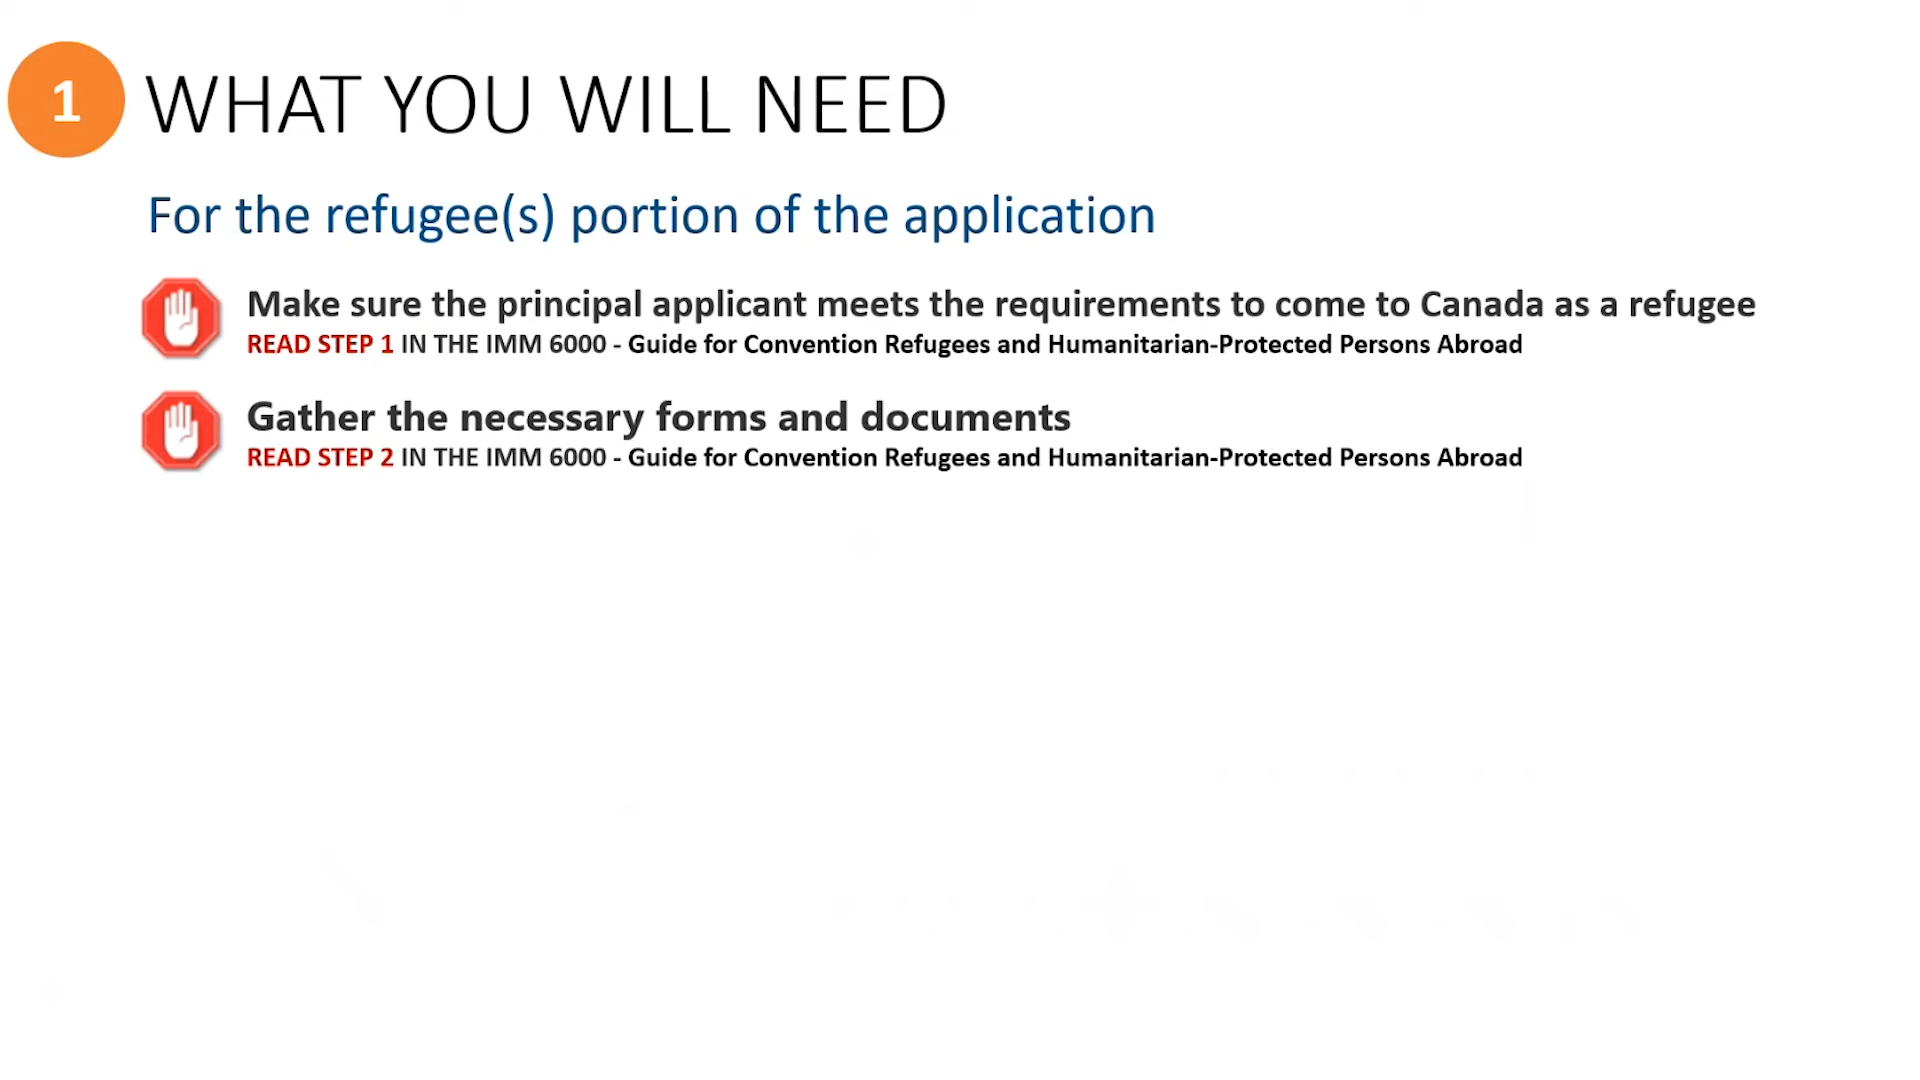 1
WHAT YOU WILL NEED
For the refugee(s) portion of the application
Make sure the principal applicant meets the requirements to come to Canada as a refugee
READ STEP 1 IN THE IMM 6000 - Guide for Convention Refugees and Humanitarian-Protected Persons Abroad
Gather the necessary forms and documents
READ STEP 2 IN THE IMM 6000 - Guide for Convention Refugees and Humanitarian-Protected Persons Abroad